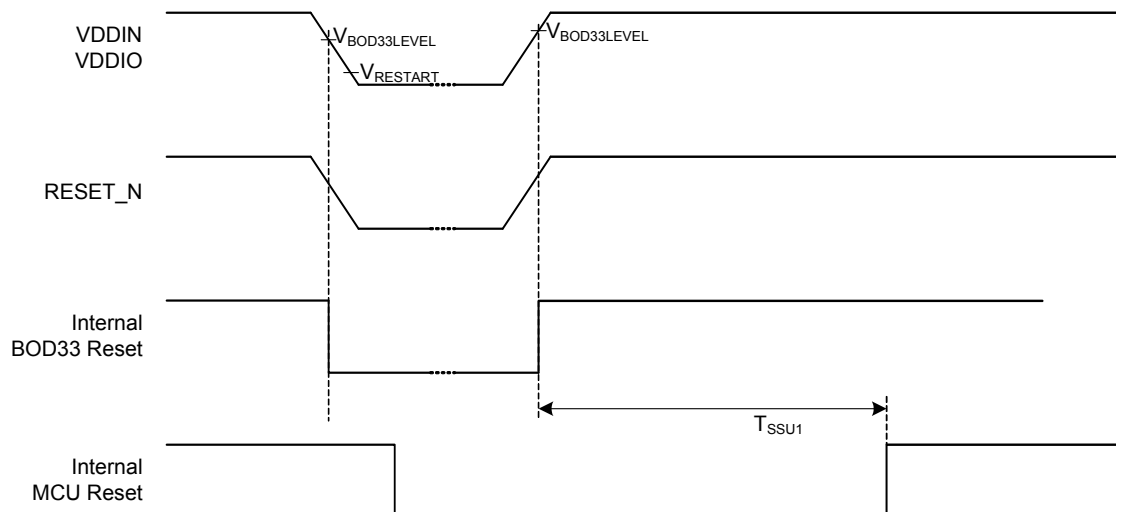 VDDIN
VDDIO
VBOD33LEVEL
VRESTART
VBOD33LEVEL
RESET_N
Internal
BOD33 Reset
TSSU1
Internal
MCU Reset